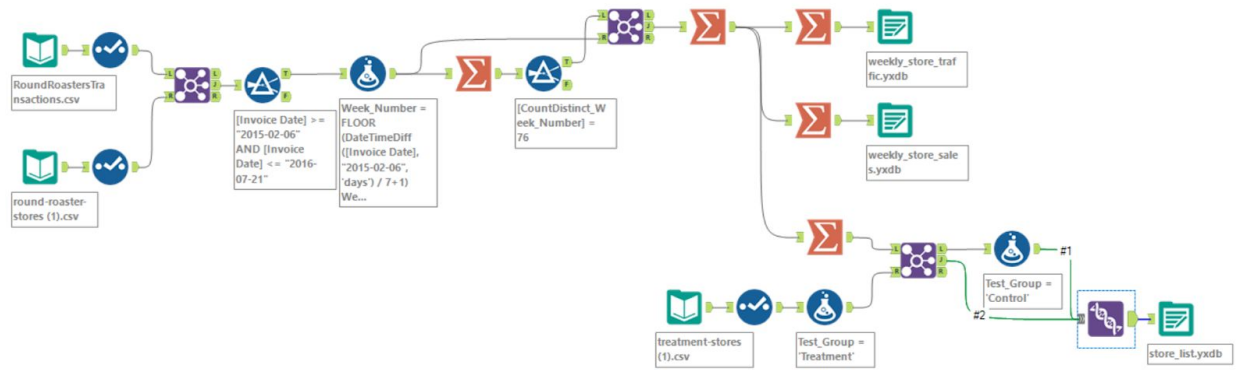 RoundRoastersTra
nsactions.csv
round-roaster-
stores (1).csv
L
R
L
J
R
[Invoice Date] >=
"2015-02-06"
AND [Invoice
Date] <= "2016-
07-21"
T
F
Week_Number =
FLOOR
(DateTimeDiff
([Invoice Date],
"2015-02-06",
'days') / 7+1)
We...
[CountDistinct_W
eek_Number] =
76
T
F
L
R
L
J
R
weekly_store_traf
fic.yxdb
weekly_store_sale
s.yxdb
treatment-stores
(1).csv
Test_Group =
'Treatment'
L
R
L
J
R
Test_Group =
'Control'
#1
#2
store_list.yxdb